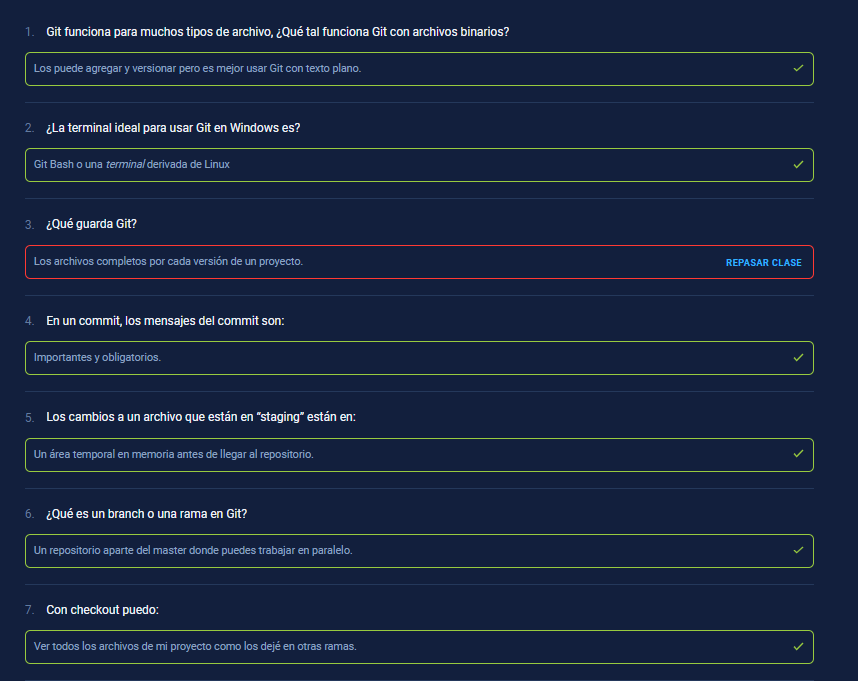 1. Git funciona para muchos tipos de archivo, ¿Qué tal funciona Git con archivos binarios?
Los puede agregar y versionar pero es mejor usar Git con texto plano.
2. ¿La terminal ideal para usar Git en Windows es?
Git Bash o una terminal derivada de Linux
3. ¿Qué guarda Git?
Los archivos completos por cada versión de un proyecto. REPASAR CLASE
4. En un commit, los mensajes del commit son:
Importantes y obligatorios.
5. Los cambios a un archivo que están en “staging” están en:
Un área temporal en memoria antes de llegar al repositorio.
6. ¿Qué es un branch o una rama en Git?
Un repositorio aparte del master donde puedes trabajar en paralelo.
7. Con checkout puedo:
Ver todos los archivos de mi proyecto como los dejé en otras ramas.